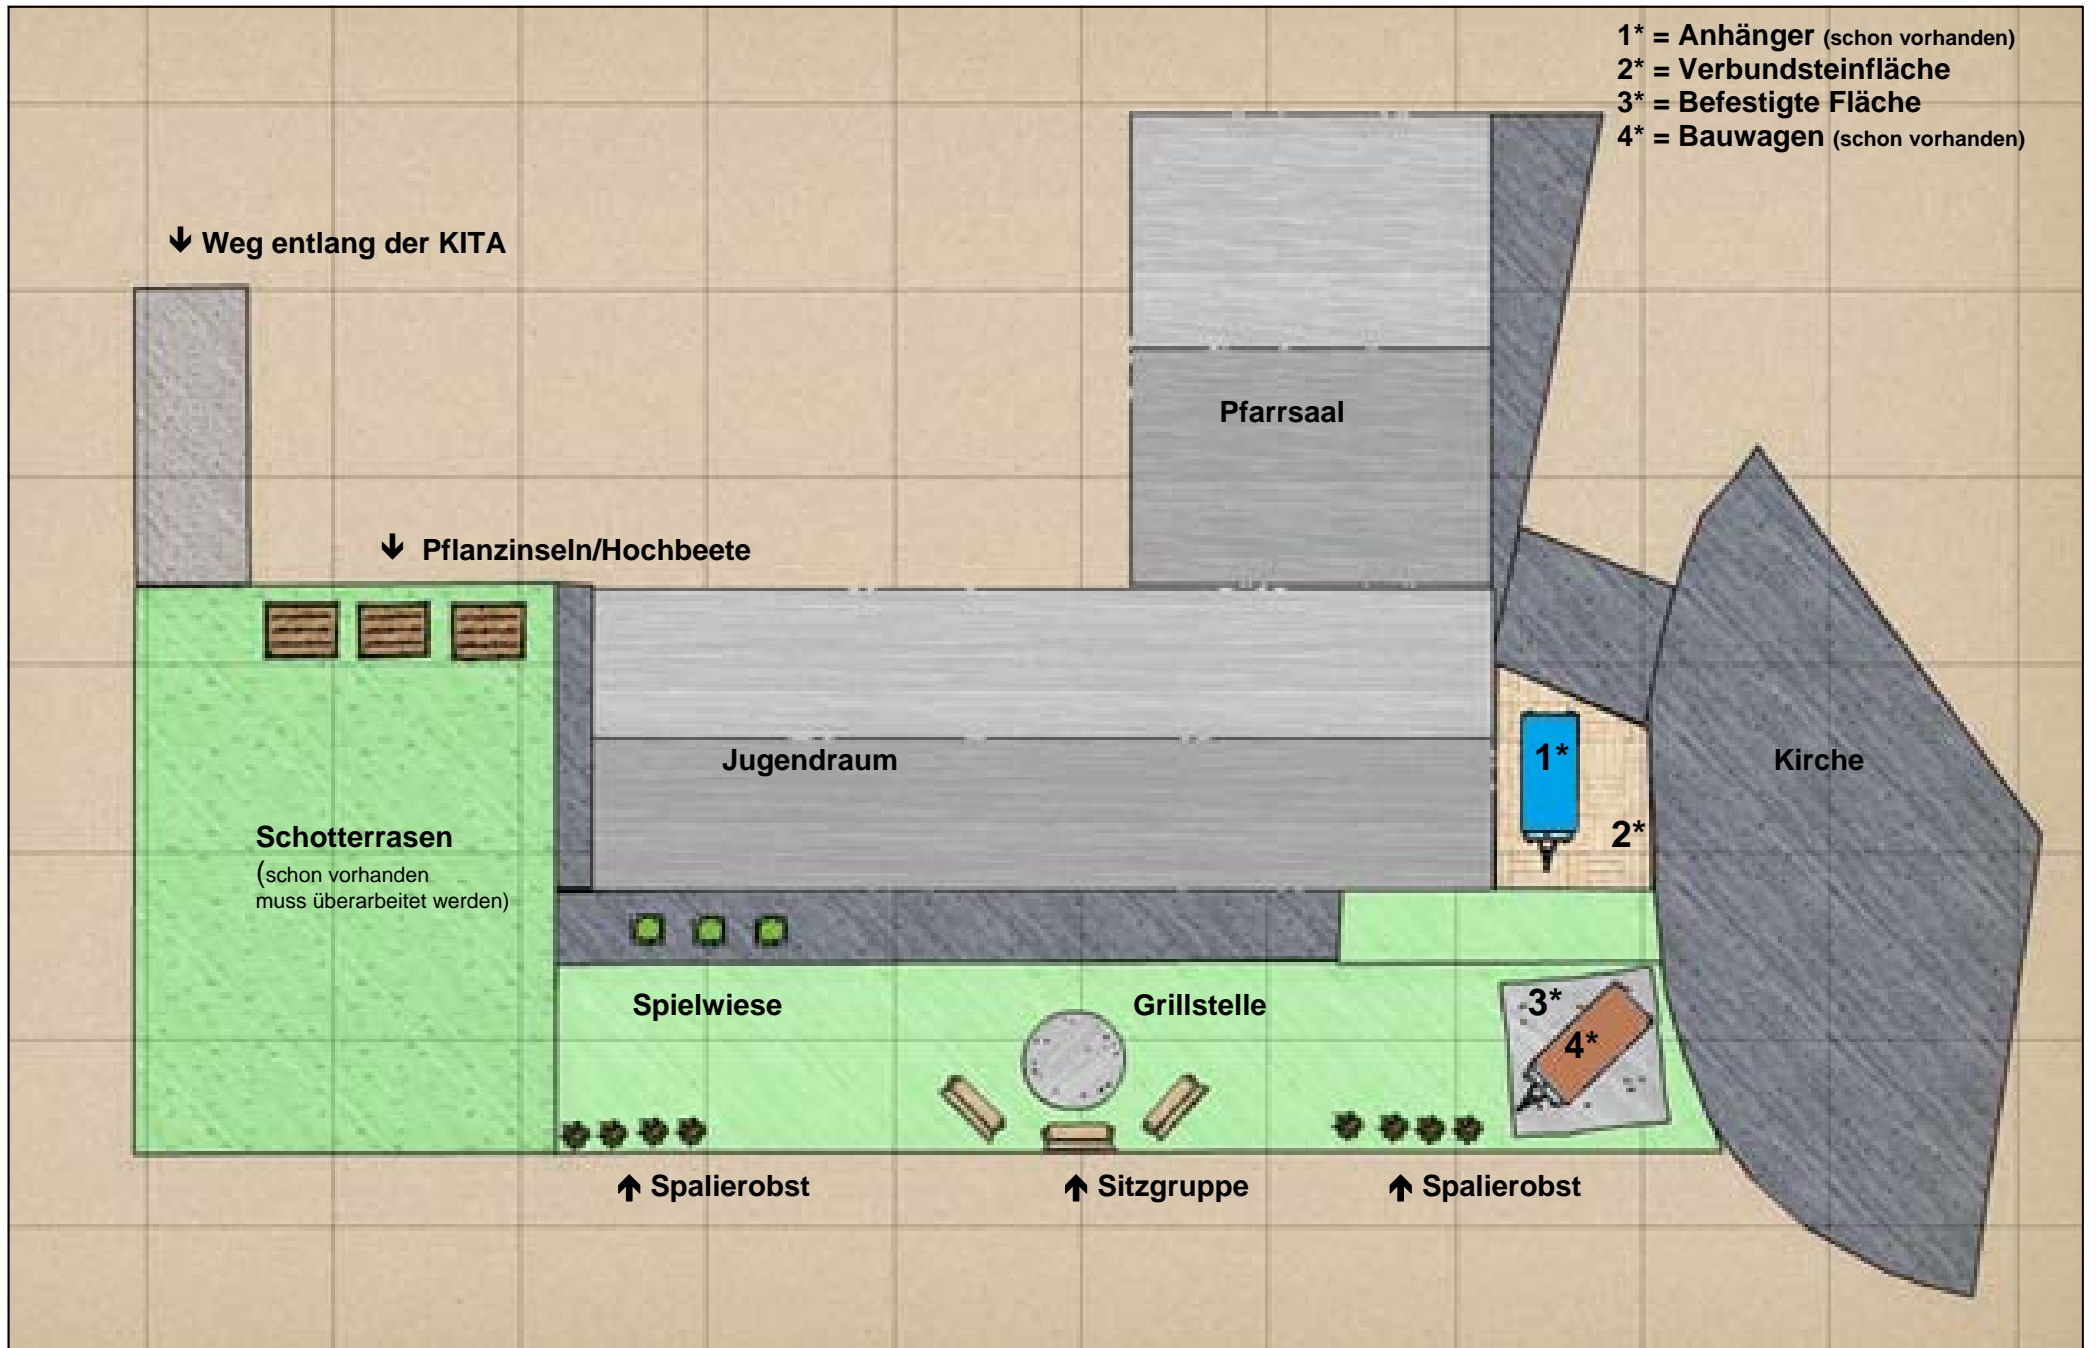 1* = Anhänger (schon vorhanden)
2* = Verbundsteinfläche
3* = Befestigte Fläche
4* = Bauwagen (schon vorhanden)
↓ Weg entlang der KITA
Pfarrsaal
↓ Pflanzinseln/Hochbeete
Jugendraum
1*
Kirche
2*
Schotterrasen
(schon vorhanden
muss überarbeitet werden)
Spielwiese
Grillstelle
3*
4*
↑ Spalierobst
↑ Sitzgruppe
↑ Spalierobst